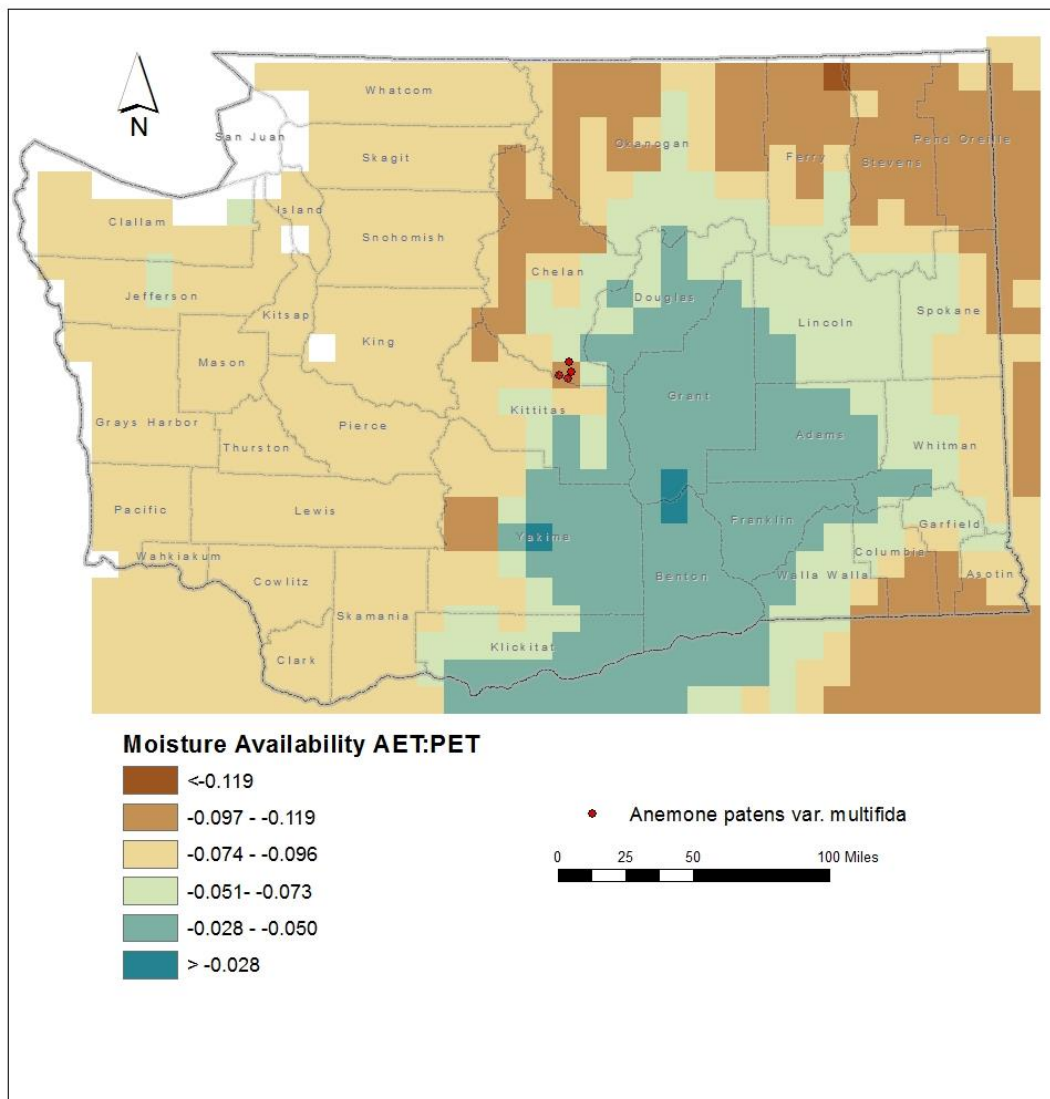 N
Whatcom
San Juan
Okanogan
Pend Oreille
Skagit
Ferry
Stevens
Island
Clallam
Snohomish
Chelan
Jefferson
Douglas
Kitsap
Lincoln
Spokane
King
Mason
Grant
Kittitas
Grays Harbor
Pierce
Adams
Thurston
Whitman
Pacific
Lewis
Franklin
Garfield
Yakima
Wahkiakum
Columbia
Cowlitz
Benton
Walla Walla
Asotin
Skamania
Klickitat
Clark
Moisture Availability AET:PET
<-0.119
-0.097 - -0.119
-0.074 - -0.096
-0.051- -0.073
-0.028 - -0.050
> -0.028
Anemone patens var. multifida
0 25 50 100 Miles